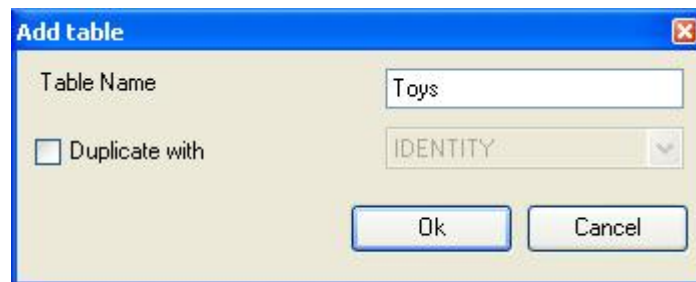 Add table
Table Name Toys
Duplicate with IDENTITY
Ok Cancel